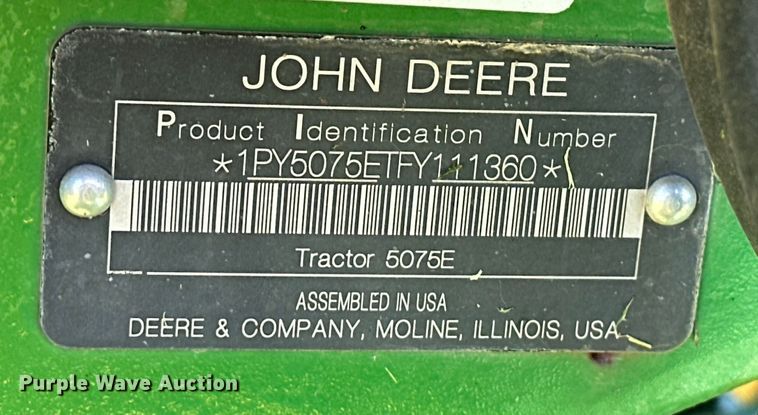 JOHN DEERE
Product Identification Number
*1PY5075ETFY111360*
Tractor 5075E
ASSEMBLED IN USA
DEERE & COMPANY, MOLINE, ILLINOIS, USA
Purple Wave Auction